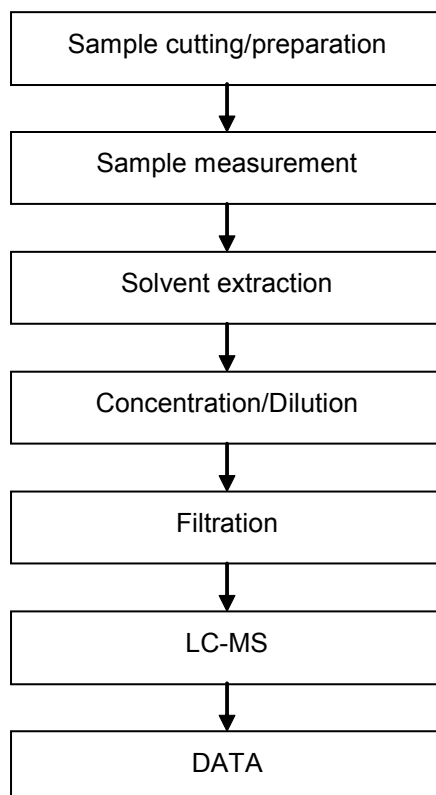 Sample cutting/preparation
Sample measurement
Solvent extraction
Concentration/Dilution
Filtration
LC-MS
DATA